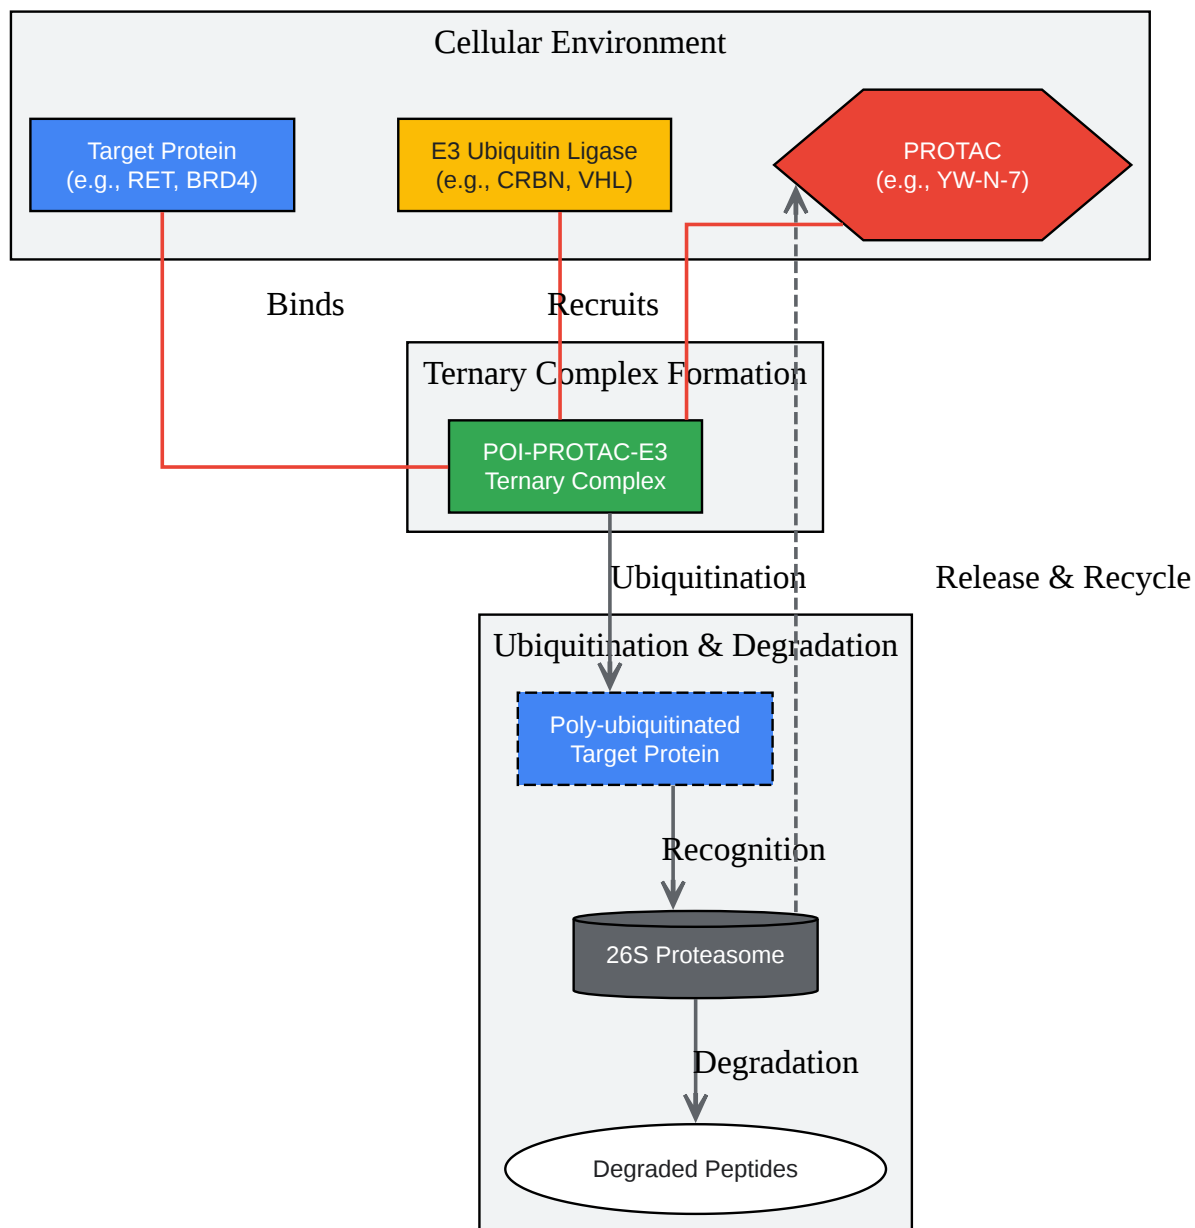 Cellular Environment
Target Protein
(e.g., RET, BRD4)
E3 Ubiquitin Ligase
(e.g., CRBN, VHL)
PROTAC
(e.g., YW-N-7)
Binds
Recruits
Ternary Complex Formation
POI-PROTAC-E3
Ternary Complex
Ubiquitination
Release & Recycle
Ubiquitination & Degradation
Poly-ubiquitinated
Target Protein
Recognition
26S Proteasome
Degradation
Degraded Peptides